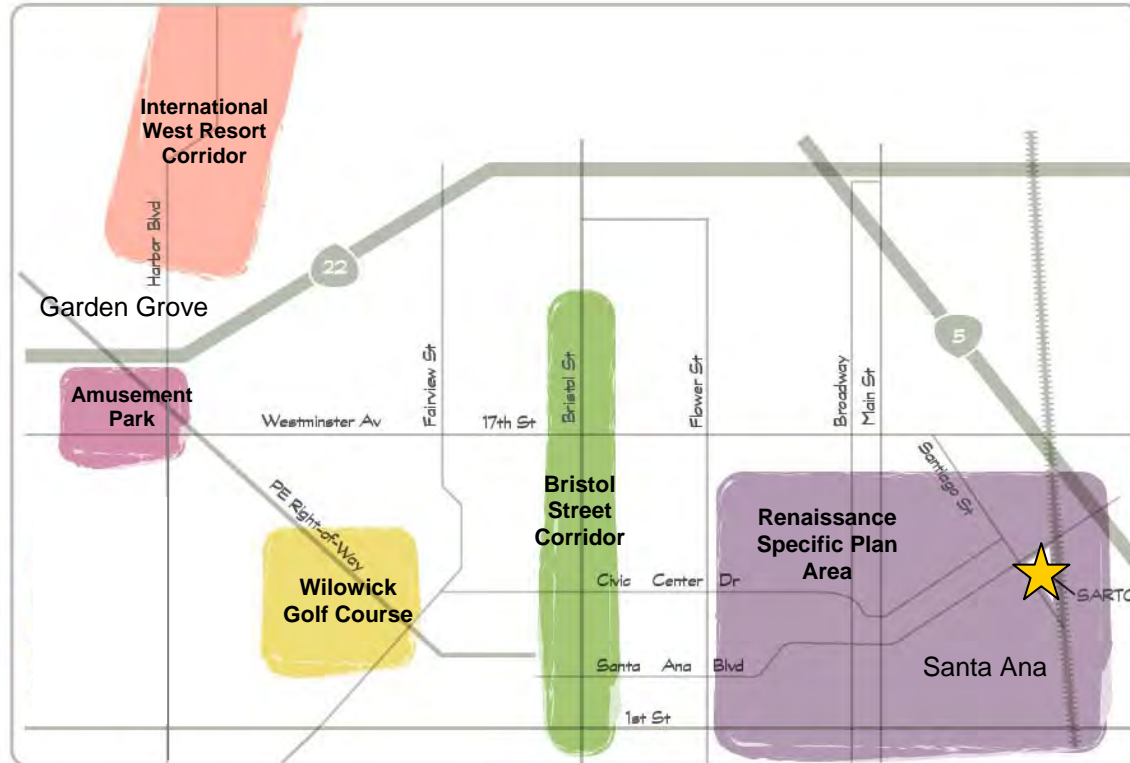 International
West Resort
Corridor
Harbor Blvd
22
Garden Grove
5
Fairview St
Bristol St
Flower St
Broadway
Main St
Amusement
Park
Westminster Av
17th St
Santiago St
PE Right-of-Way
Bristol
Street
Corridor
Renaissance
Specific Plan
Area
Wilowick
Golf Course
Civic Center Dr
SARTC
Santa Ana Blvd
Santa Ana
1st St